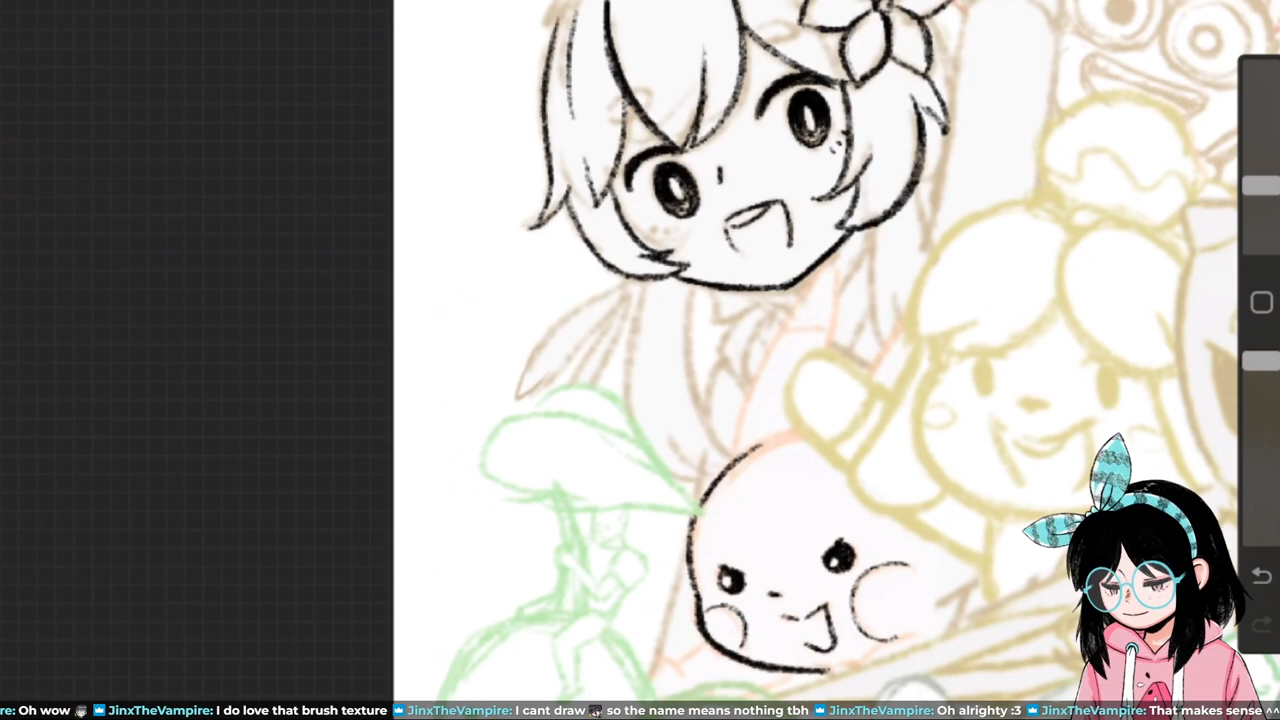 re: Oh wow JinxTheVampire: I do love that brush texture JinxTheVampire: I cant draw so the name means nothing tbh JinxTheVampire: Oh alrighty :3 JinxTheVampire: That makes sense ^^